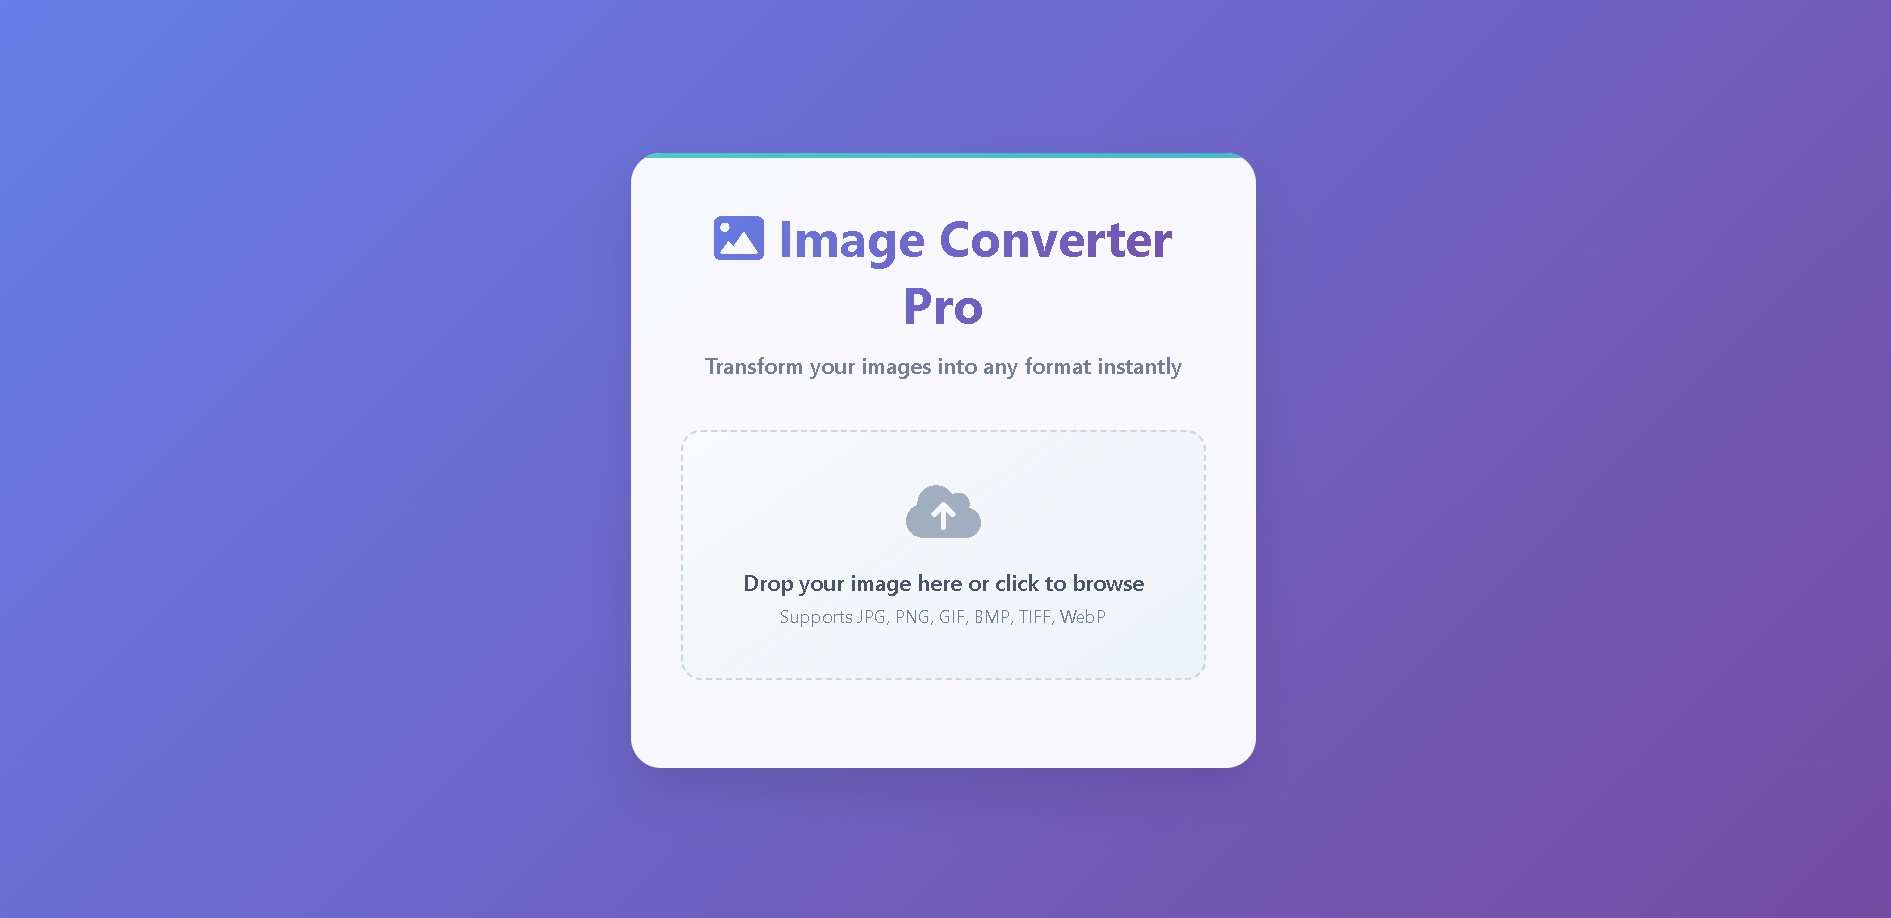 Image Converter
Pro
Transform your images into any format instantly
Drop your image here or click to browse
Supports JPG, PNG, GIF, BMP, TIFF, WebP